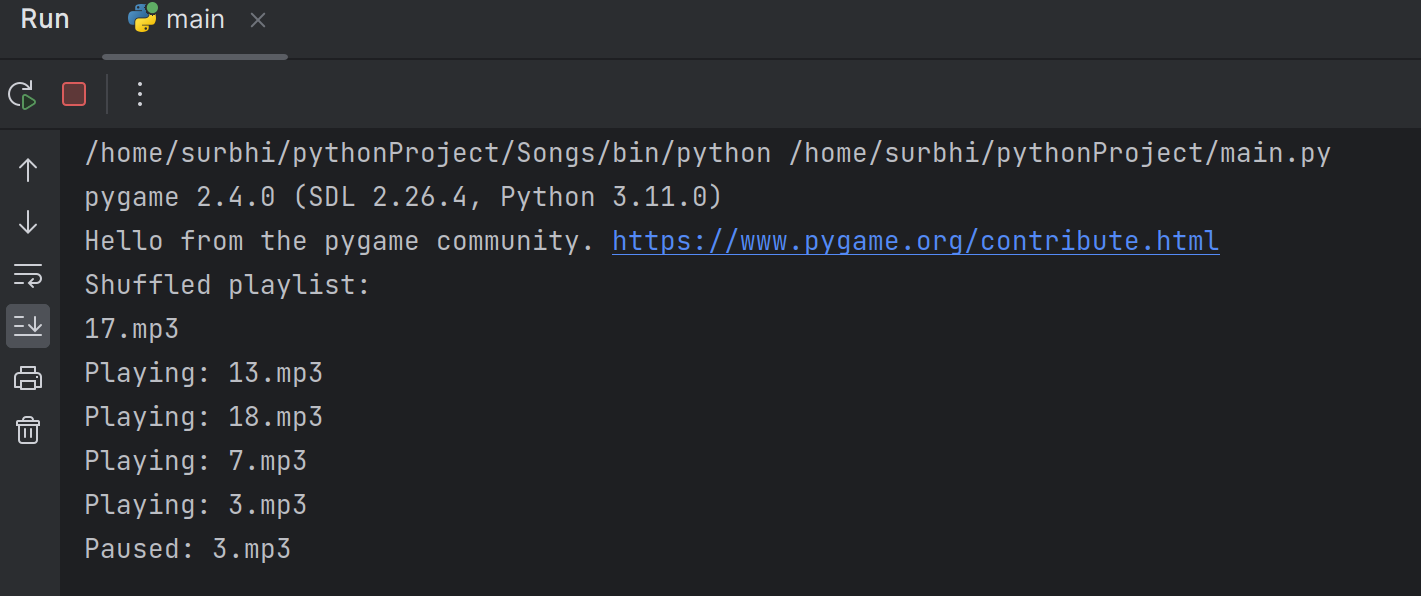 Run main
/home/surbhi/pythonProject/Songs/bin/python /home/surbhi/pythonProject/main.py
pygame 2.4.0 (SDL 2.26.4, Python 3.11.0)
Hello from the pygame community. https://www.pygame.org/contribute.html
Shuffled playlist:
17.mp3
Playing: 13.mp3
Playing: 18.mp3
Playing: 7.mp3
Playing: 3.mp3
Paused: 3.mp3